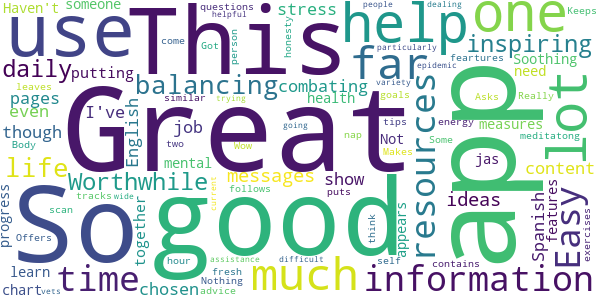 Haven't
someone
use
This
questions
helpful
stress
come
Got
person
honesty
help
people
dealing
particularly
one
inspiring
Keeps
epidemic
feartures
Soothing
far
daily
putting
leaves
balancing
combating
trying
need
pages
even
I've
similar
variety
goals
health
Asks
Really
meditatong
lot
though
Body
English
job
two
Wow
going
nap
Makes
tips
energy
Not
measures
Some
Great
app
resources
jas
life
mental
Worthwhile
messages
show
puts
content
ideas
Spanish
features
exercises
Easy
progress
scan
tracks
wide
follows
together
So
good
current
think
appears
self
contains
Offers
learn
hour
assistance
difficult
Nothing
fresh
advice
chart
vets
time
chosen
much
information